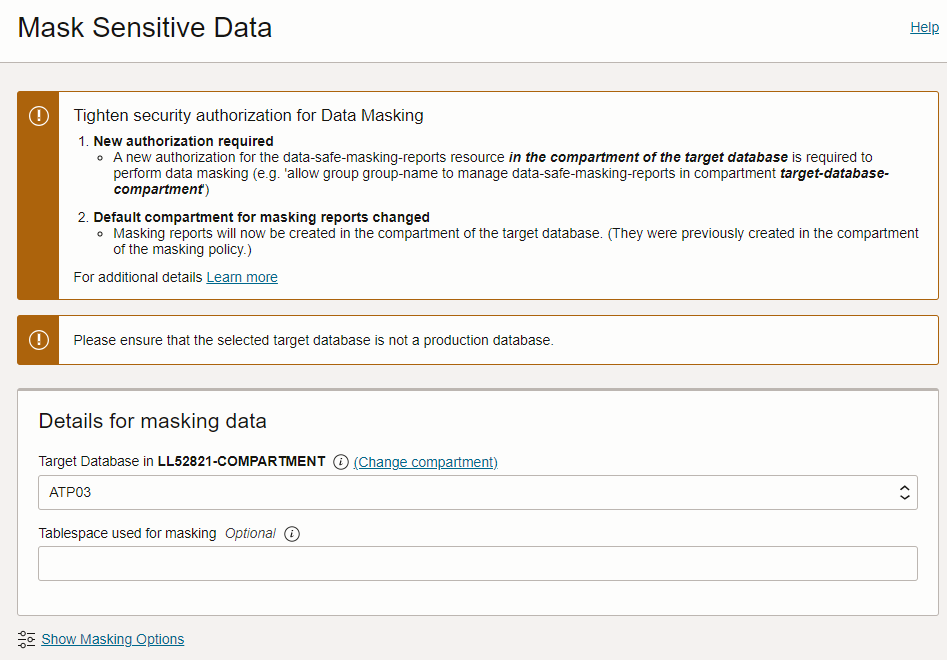 Mask Sensitive Data
Help
Tighten security authorization for Data Masking
1. New authorization required
A new authorization for the data-safe-masking-reports resource in the compartment of the target database is required to
perform data masking (e.g. 'allow group group-name to manage data-safe-masking-reports in compartment target-database-
compartment')
2. Default compartment for masking reports changed
Masking reports will now be created in the compartment of the target database. (They were previously created in the compartment
of the masking policy.)
For additional details Learn more
Please ensure that the selected target database is not a production database.
Details for masking data
Target Database in LL52821-COMPARTMENT (Change compartment)
ATP03
Tablespace used for masking Optional
Show Masking Options